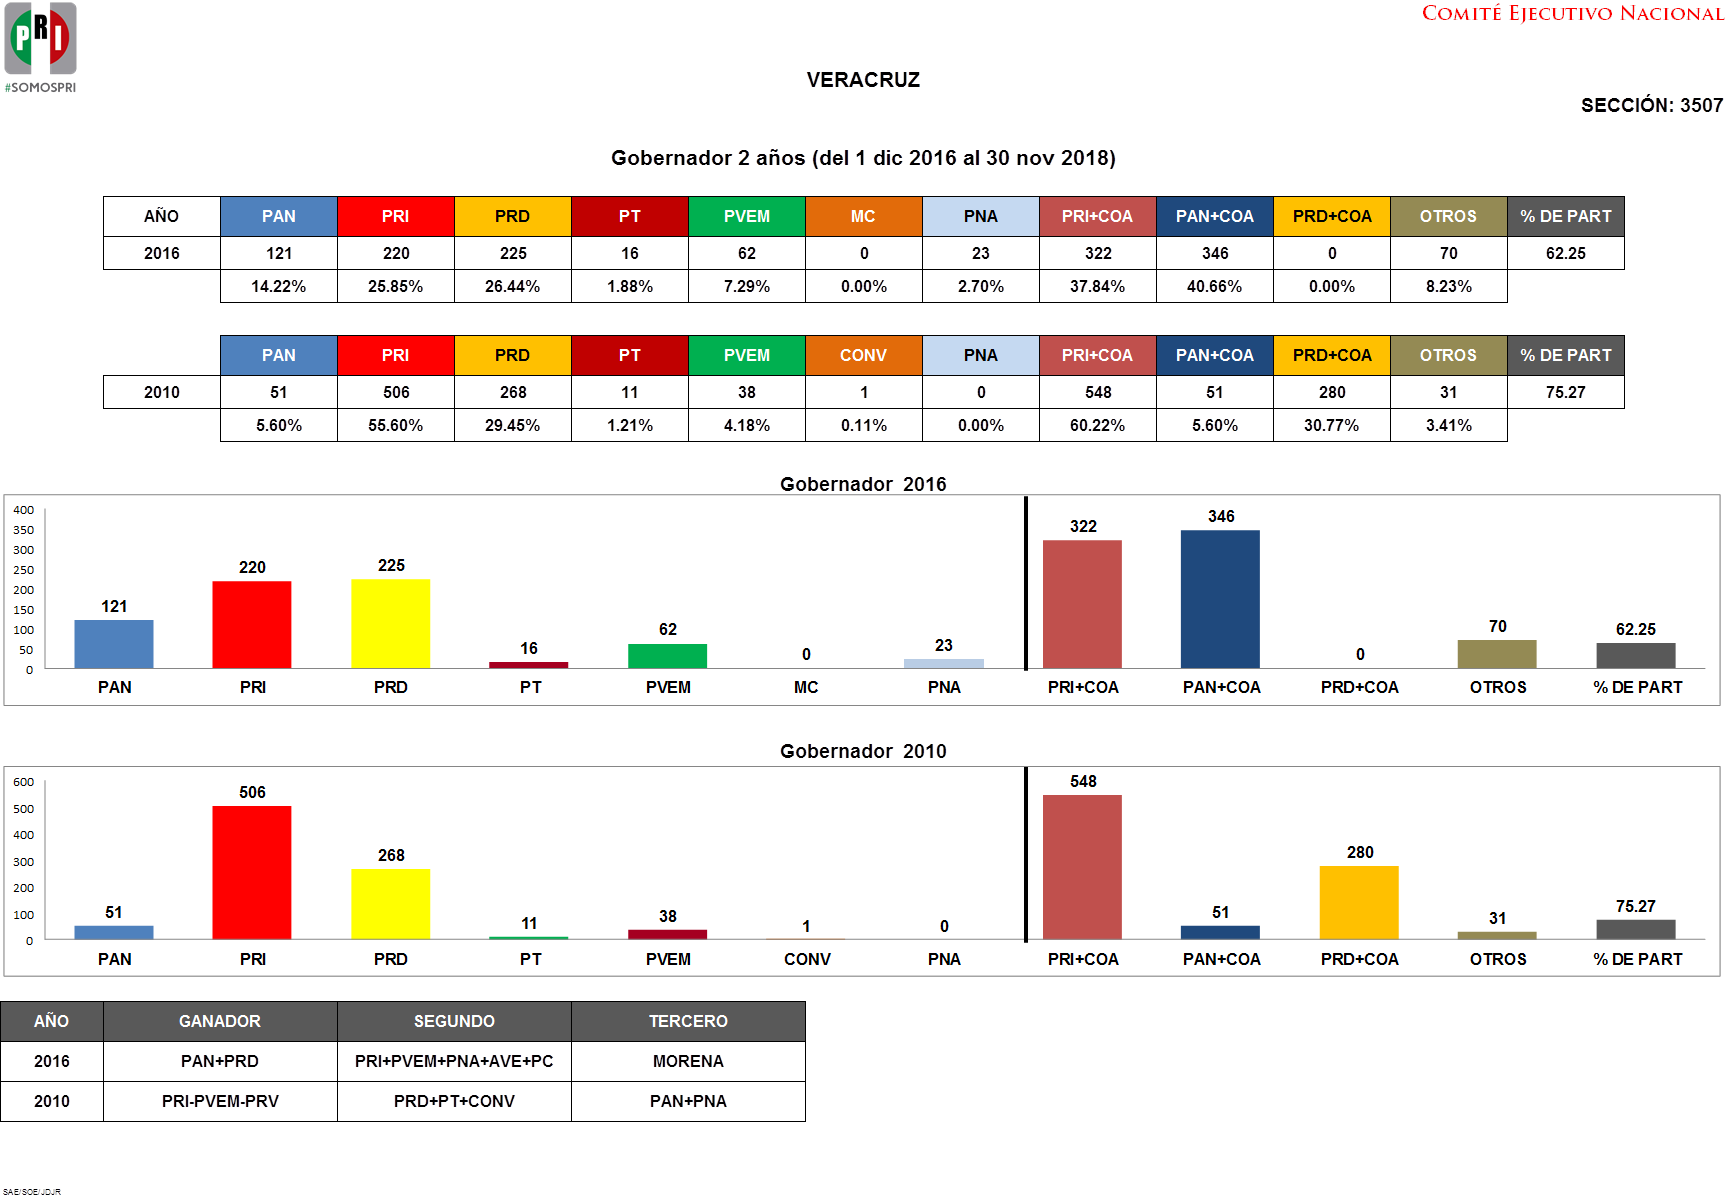 PRI
#SOMOSPRI
COMITÉ EJECUTIVO NACIONAL
VERACRUZ
SECCIÓN: 3507
Gobernador 2 años (del 1 dic 2016 al 30 nov 2018)
AÑO PAN PRI PRD PT PVEM MC PNA PRI+COA PAN+COA PRD+COA OTROS % DE PART
2016 121 220 225 16 62 0 23 322 346 0 70 62.25
14.22% 25.85% 26.44% 1.88% 7.29% 0.00% 2.70% 37.84% 40.66% 0.00% 8.23%
PAN PRI PRD PT PVEM CONV PNA PRI+COA PAN+COA PRD+COA OTROS % DE PART
2010 51 506 268 11 38 1 0 548 51 280 31 75.27
5.60% 55.60% 29.45% 1.21% 4.18% 0.11% 0.00% 60.22% 5.60% 30.77% 3.41%
Gobernador 2016
400
350
300
250
200
150
100
50
0
121 220 225 16 62 0 23 322 346 0 70 62.25
PAN PRI PRD PT PVEM MC PNA PRI+COA PAN+COA PRD+COA OTROS % DE PART
Gobernador 2010
600
500
400
300
200
100
0
51 506 268 11 38 1 0 548 51 280 31 75.27
PAN PRI PRD PT PVEM CONV PNA PRI+COA PAN+COA PRD+COA OTROS % DE PART
AÑO GANADOR SEGUNDO TERCERO
2016 PAN+PRD PRI+PVEM+PNA+AVE+PC MORENA
2010 PRI-PVEM-PRV PRD+PT+CONV PAN+PNA
SAE/SOE/JDJR